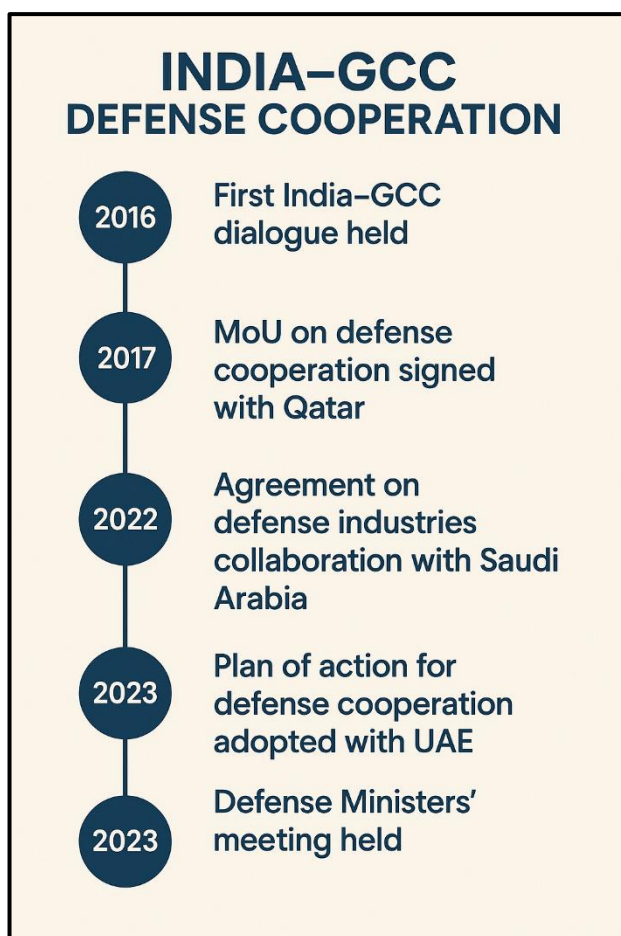 INDIA–GCC
DEFENSE COOPERATION
2016
First India–GCC
dialogue held
2017
MoU on defense
cooperation signed
with Qatar
2022
Agreement on
defense industries
collaboration with Saudi
Arabia
2023
Plan of action for
defense cooperation
adopted with UAE
2023
Defense Ministers’
meeting held